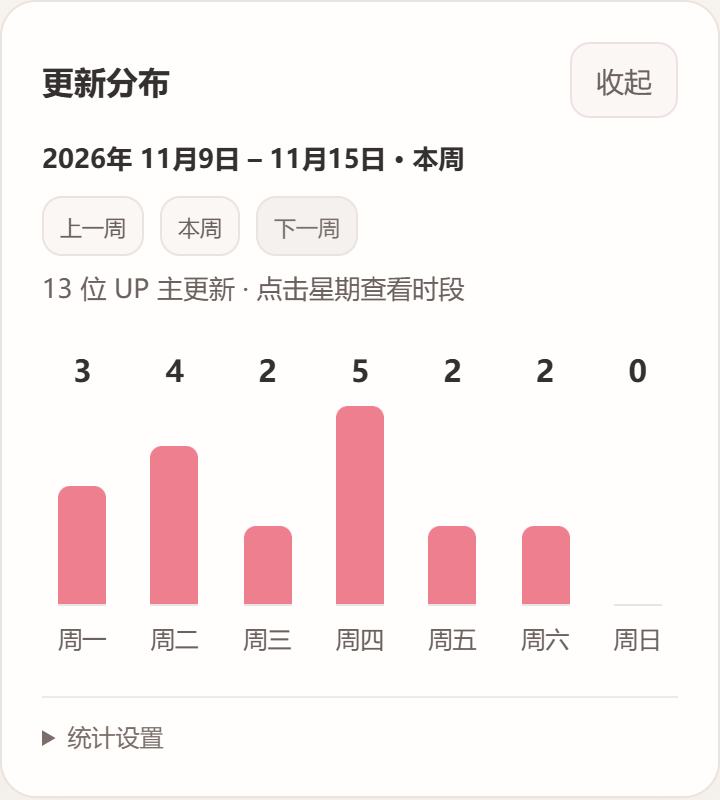 更新分布
收起
2026年 11月9日 – 11月15日 • 本周
上一周 本周 下一周
13 位 UP 主更新 · 点击星期查看时段
3 4 2 5 2 2 0
周一 周二 周三 周四 周五 周六 周日
▶ 统计设置